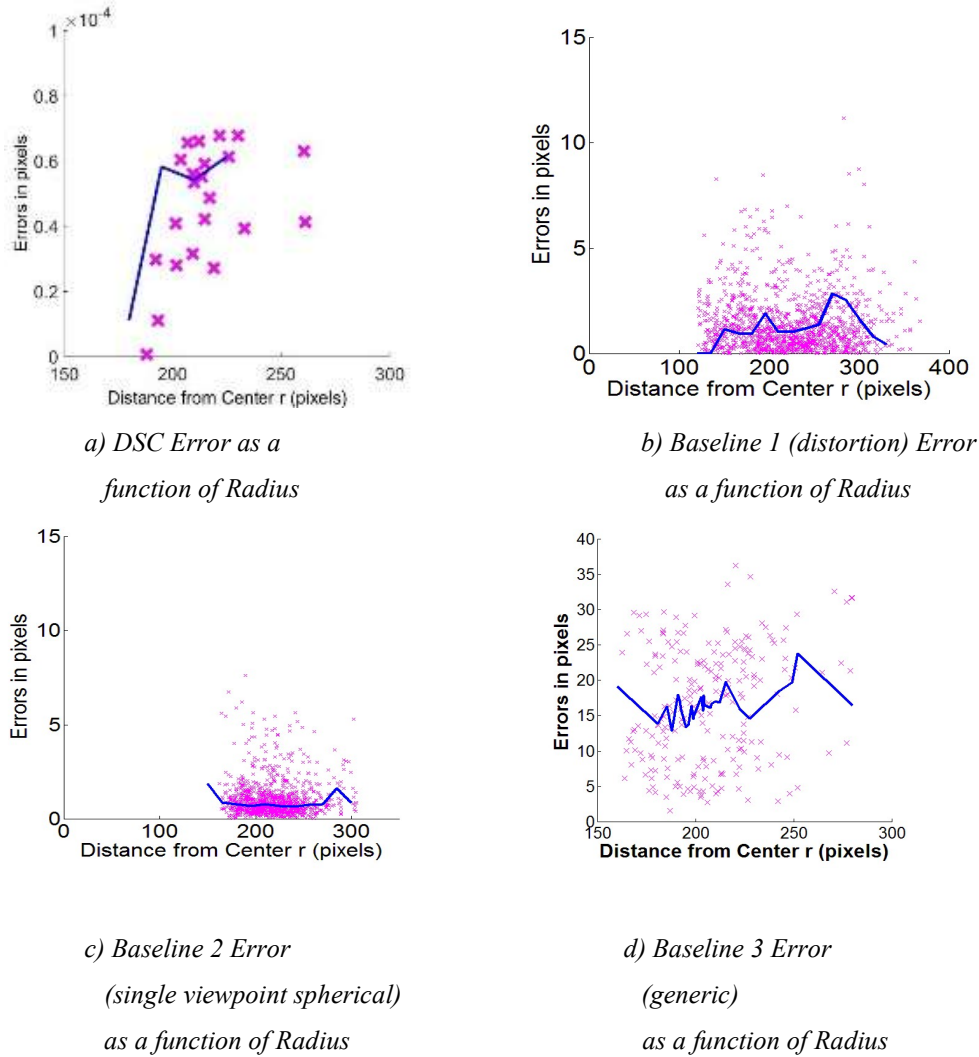 ×10⁻⁴
1
0.8
0.6
0.4
0.2
0
150 200 250 300
Errors in pixels
Distance from Center r (pixels)
a) DSC Error as a
function of Radius
15
10
5
0
0 100 200 300 400
Errors in pixels
Distance from Center r (pixels)
b) Baseline 1 (distortion) Error
as a function of Radius
15
10
5
0
0 100 200 300
Errors in pixels
Distance from Center r (pixels)
c) Baseline 2 Error
(single viewpoint spherical)
as a function of Radius
40
35
30
25
20
15
10
5
0
150 200 250 300
Errors in pixels
Distance from Center r (pixels)
d) Baseline 3 Error
(generic)
as a function of Radius